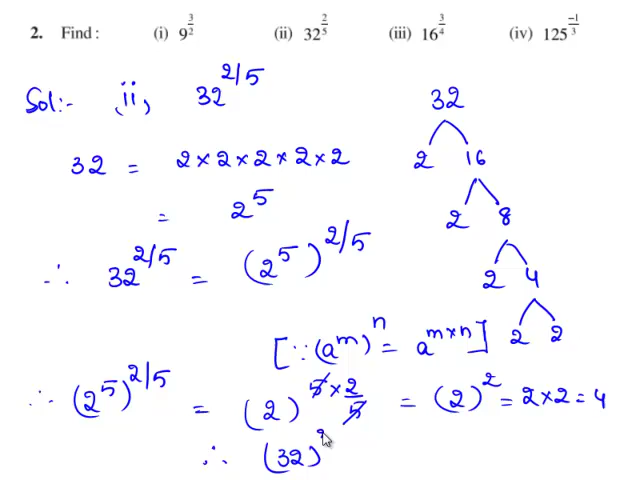 2. Find : (i) 9^(3/2) (ii) 32^(2/5) (iii) 16^(3/4) (iv) 125^(-1/3)
Sol:- ii, 32^(2/5)
32
2 16
32 = 2 × 2 × 2 × 2 × 2
= 2^5
2 8
∴ 32^(2/5) = (2^5)^(2/5)
2 4
2 2
[∵ (a^m)^n = a^(m×n)]
∴ (2^5)^(2/5) = (2)^(5 × 2/5) = (2)^2 = 2 × 2 = 4
∴ (32)